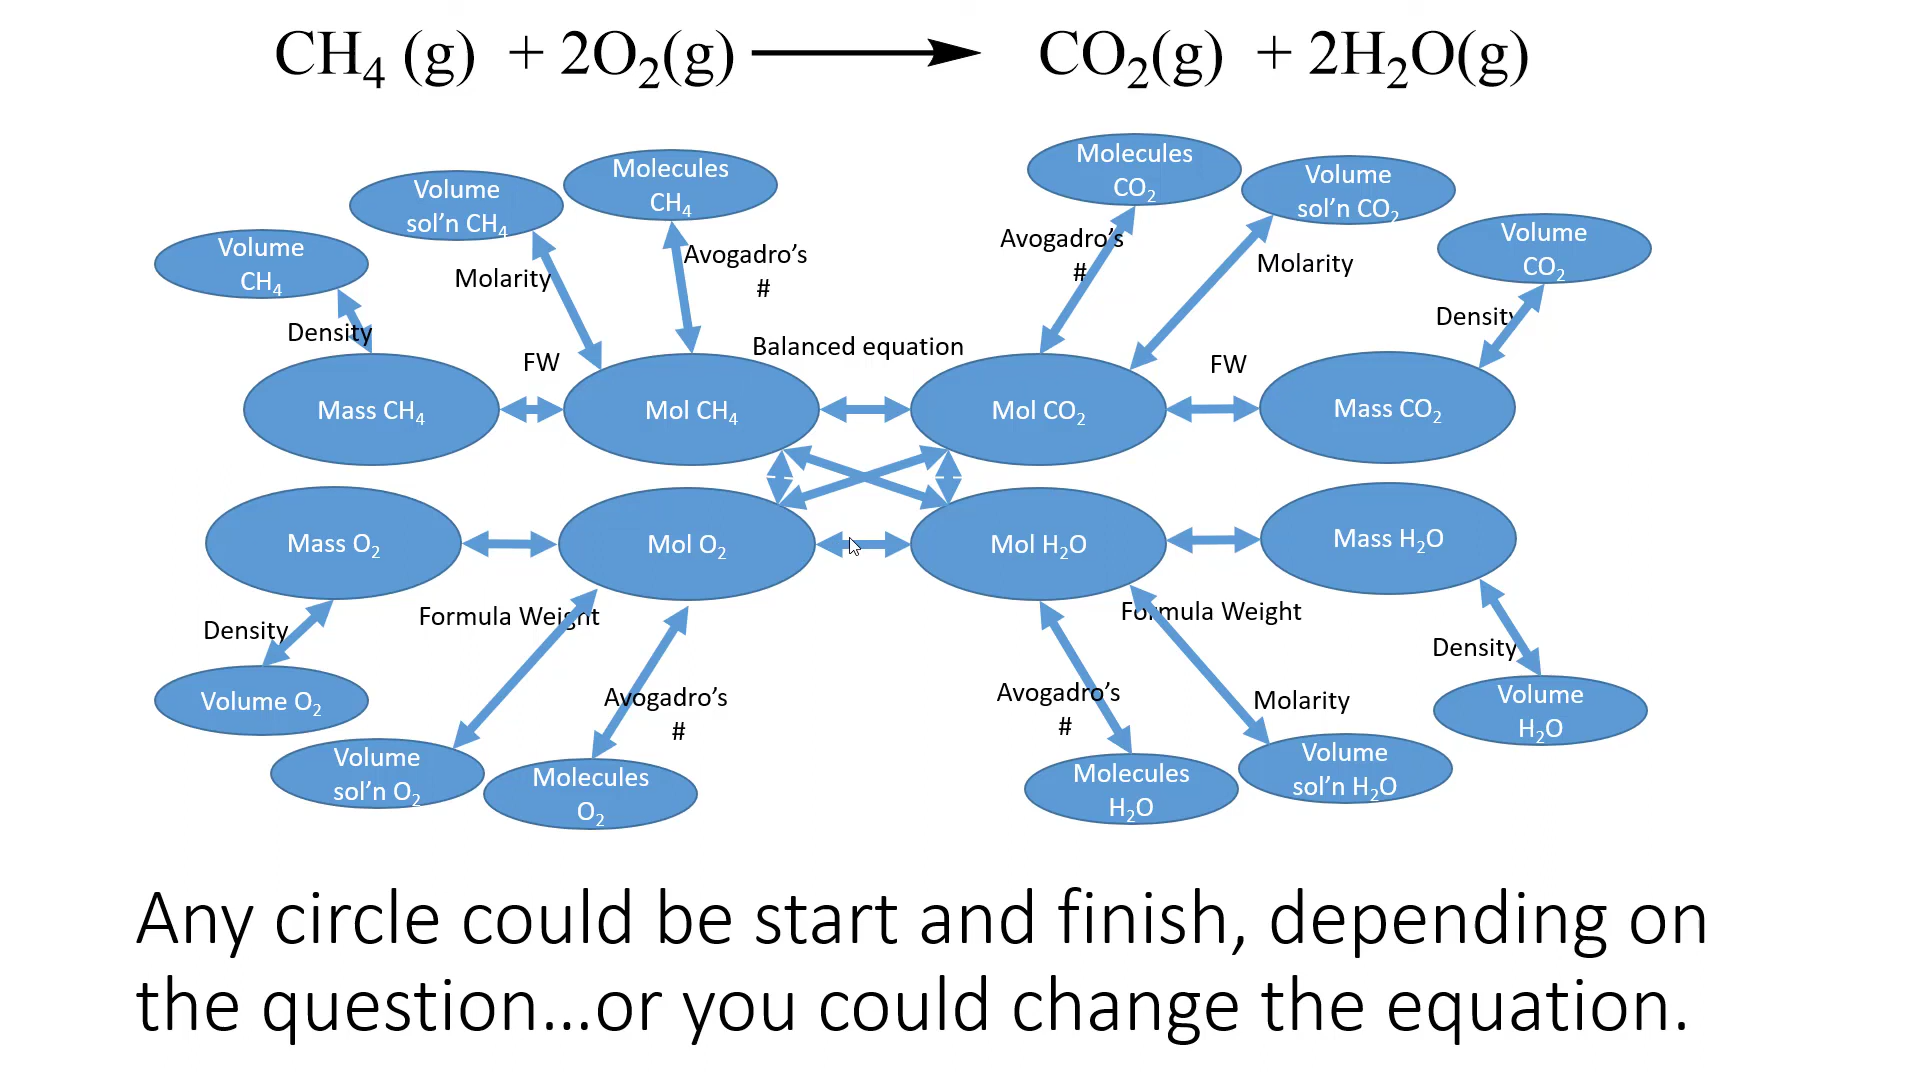 CH₄ (g) + 2O₂(g) ⟶ CO₂(g) + 2H₂O(g)
Molecules
CH₄
Volume
sol’n CH₄
Volume
CH₄
Molecules
CO₂
Volume
sol’n CO₂
Volume
CO₂
Avogadro’s
#
Molarity
Density
Avogadro’s
#
Molarity
Density
FW
Balanced equation
FW
Mass CH₄
Mol CH₄
Mol CO₂
Mass CO₂
Mass O₂
Mol O₂
Mol H₂O
Mass H₂O
Density
Formula Weight
Formula Weight
Density
Avogadro’s
#
Avogadro’s
#
Molarity
Volume O₂
Volume
sol’n O₂
Molecules
O₂
Molecules
H₂O
Volume
sol’n H₂O
Volume
H₂O
Any circle could be start and finish, depending on
the question...or you could change the equation.